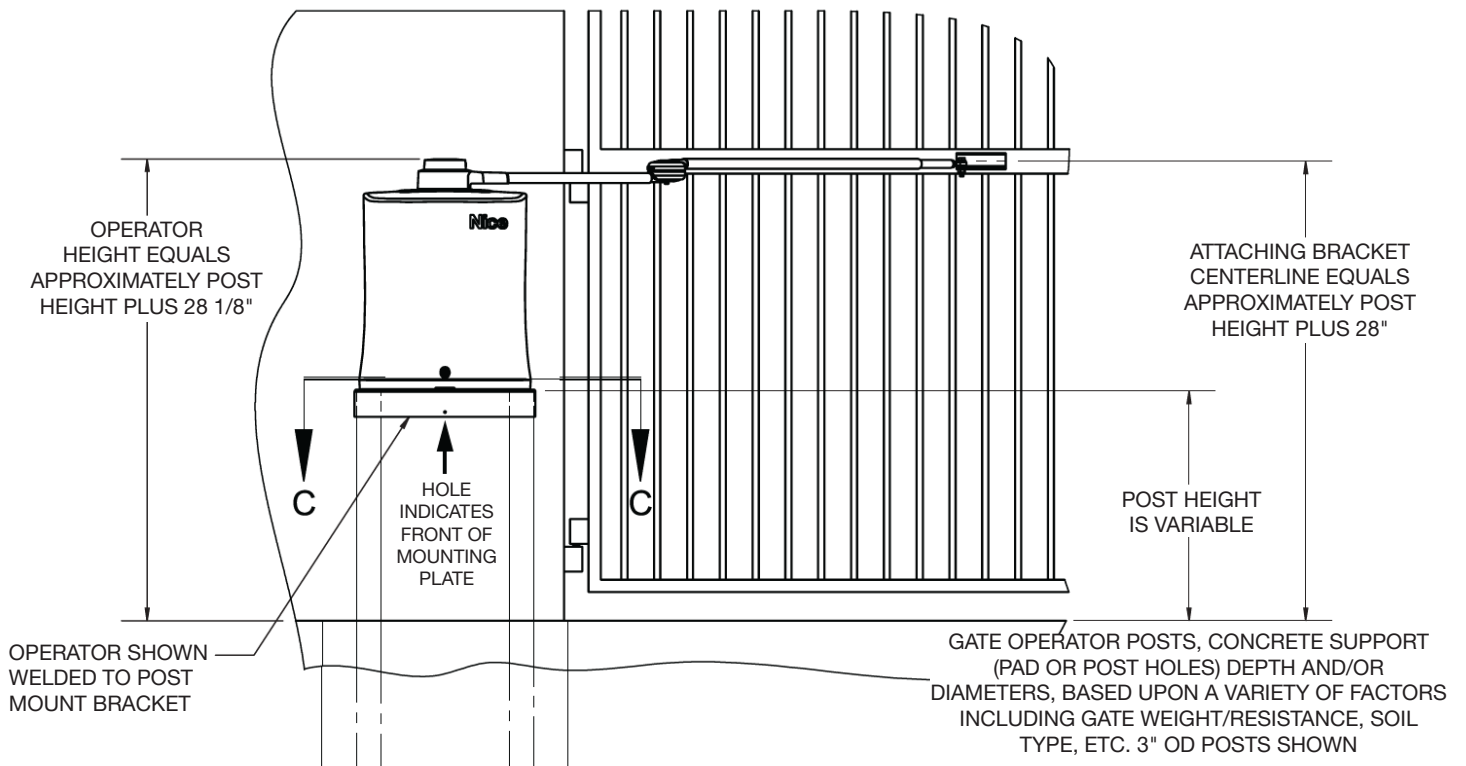 OPERATOR
HEIGHT EQUALS
APPROXIMATELY POST
HEIGHT PLUS 28 1/8"
Nice
ATTACHING BRACKET
CENTERLINE EQUALS
APPROXIMATELY POST
HEIGHT PLUS 28"
C
HOLE
INDICATES
FRONT OF
MOUNTING
PLATE
C
POST HEIGHT
IS VARIABLE
OPERATOR SHOWN
WELDED TO POST
MOUNT BRACKET
GATE OPERATOR POSTS, CONCRETE SUPPORT
(PAD OR POST HOLES) DEPTH AND/OR
DIAMETERS, BASED UPON A VARIETY OF FACTORS
INCLUDING GATE WEIGHT/RESISTANCE, SOIL
TYPE, ETC. 3" OD POSTS SHOWN